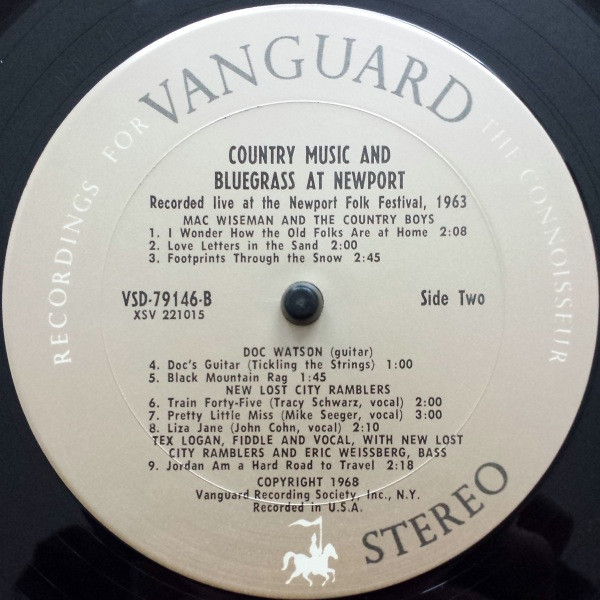 RECORDINGS FOR VANGUARD THE CONNOISSEUR
COUNTRY MUSIC AND
BLUEGRASS AT NEWPORT
Recorded live at the Newport Folk Festival, 1963
MAC WISEMAN AND THE COUNTRY BOYS
1. I Wonder How the Old Folks Are at Home 2:08
2. Love Letters in the Sand 2:00
3. Footprints Through the Snow 2:45
VSD-79146-B Side Two
XSV 221015
DOC WATSON (guitar)
4. Doc's Guitar (Tickling the Strings) 1:00
5. Black Mountain Rag 1:45
NEW LOST CITY RAMBLERS
6. Train Forty-Five (Tracy Schwarz, vocal) 2:00
7. Pretty Little Miss (Mike Seeger, vocal) 3:00
8. Liza Jane (John Cohn, vocal) 2:10
TEX LOGAN, FIDDLE AND VOCAL, WITH NEW LOST
CITY RAMBLERS AND ERIC WEISSBERG, BASS
9. Jordan Am a Hard Road to Travel 2:18
COPYRIGHT 1968
Vanguard Recording Society, Inc., N.Y.
Recorded in U.S.A.
STEREO